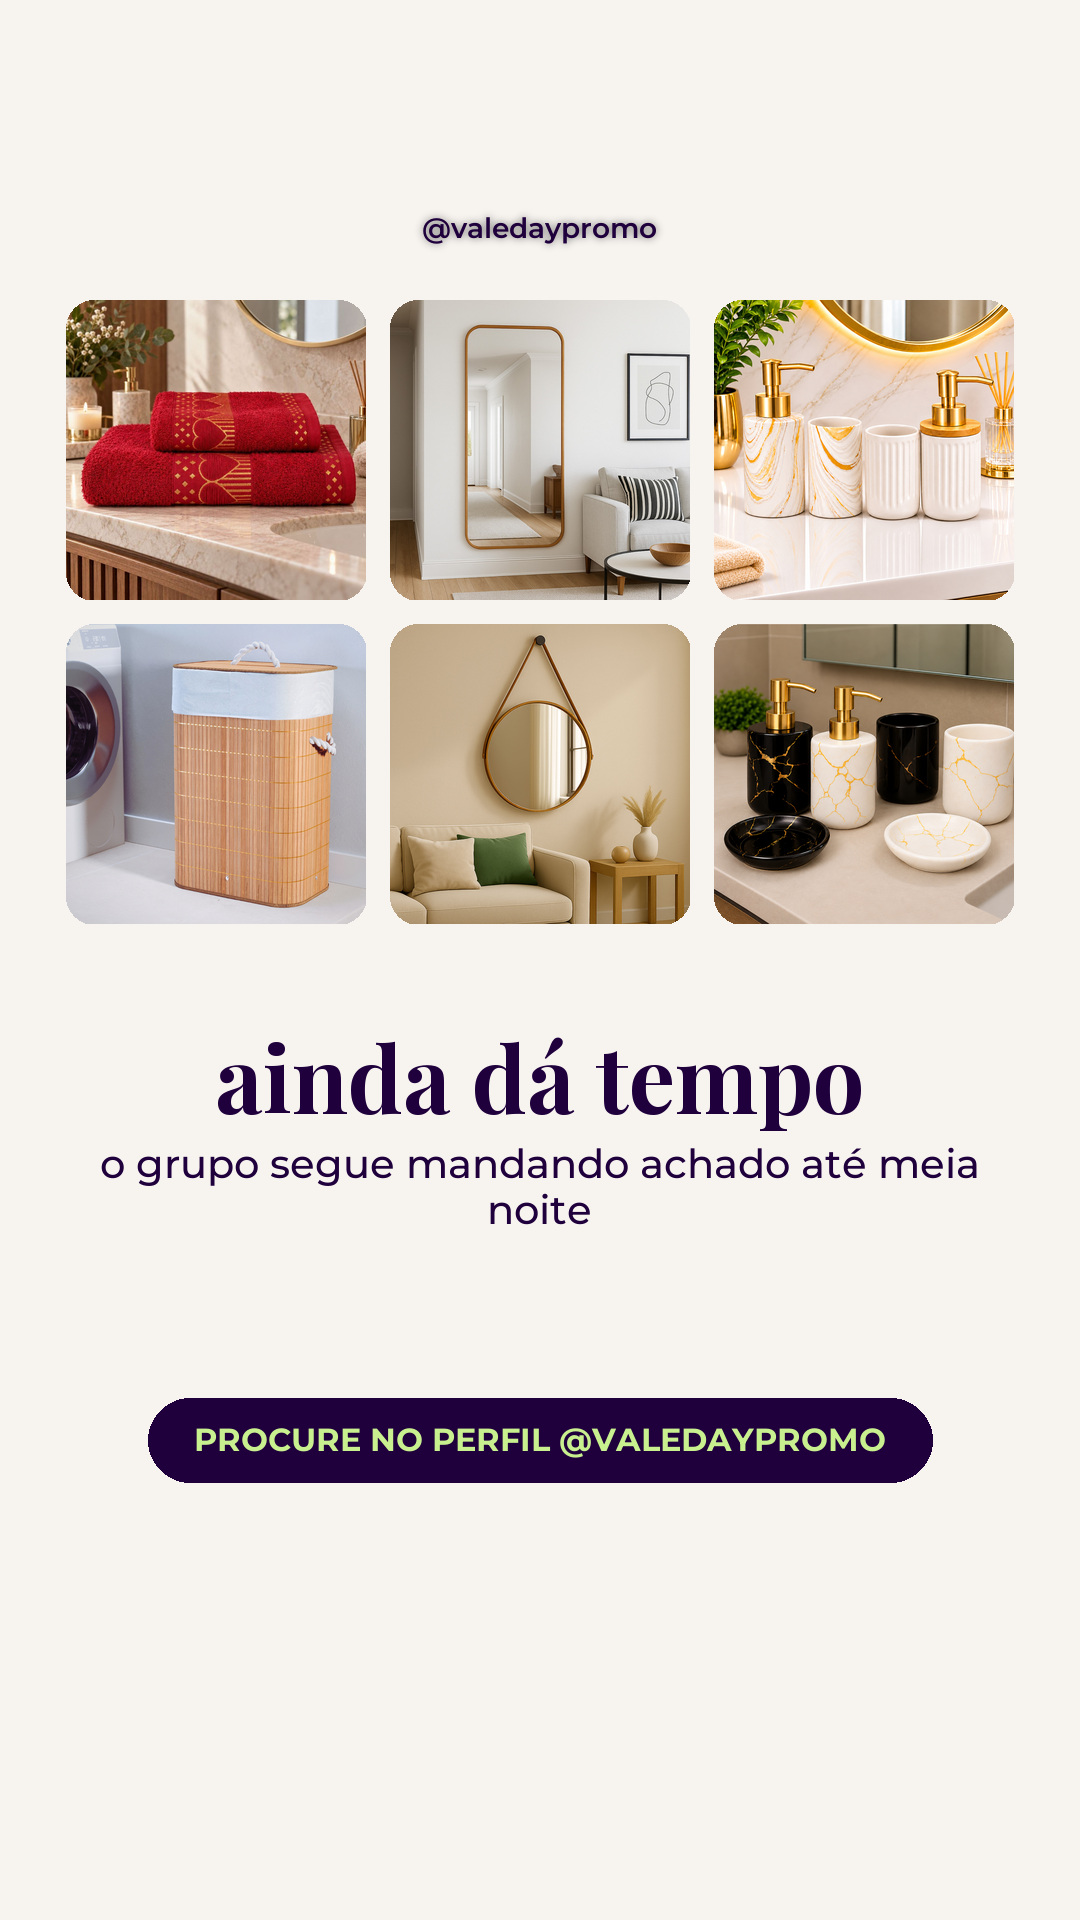 @valedaypromo
ainda dá tempo
o grupo segue mandando achado até meia
noite
PROCURE NO PERFIL @VALEDAYPROMO